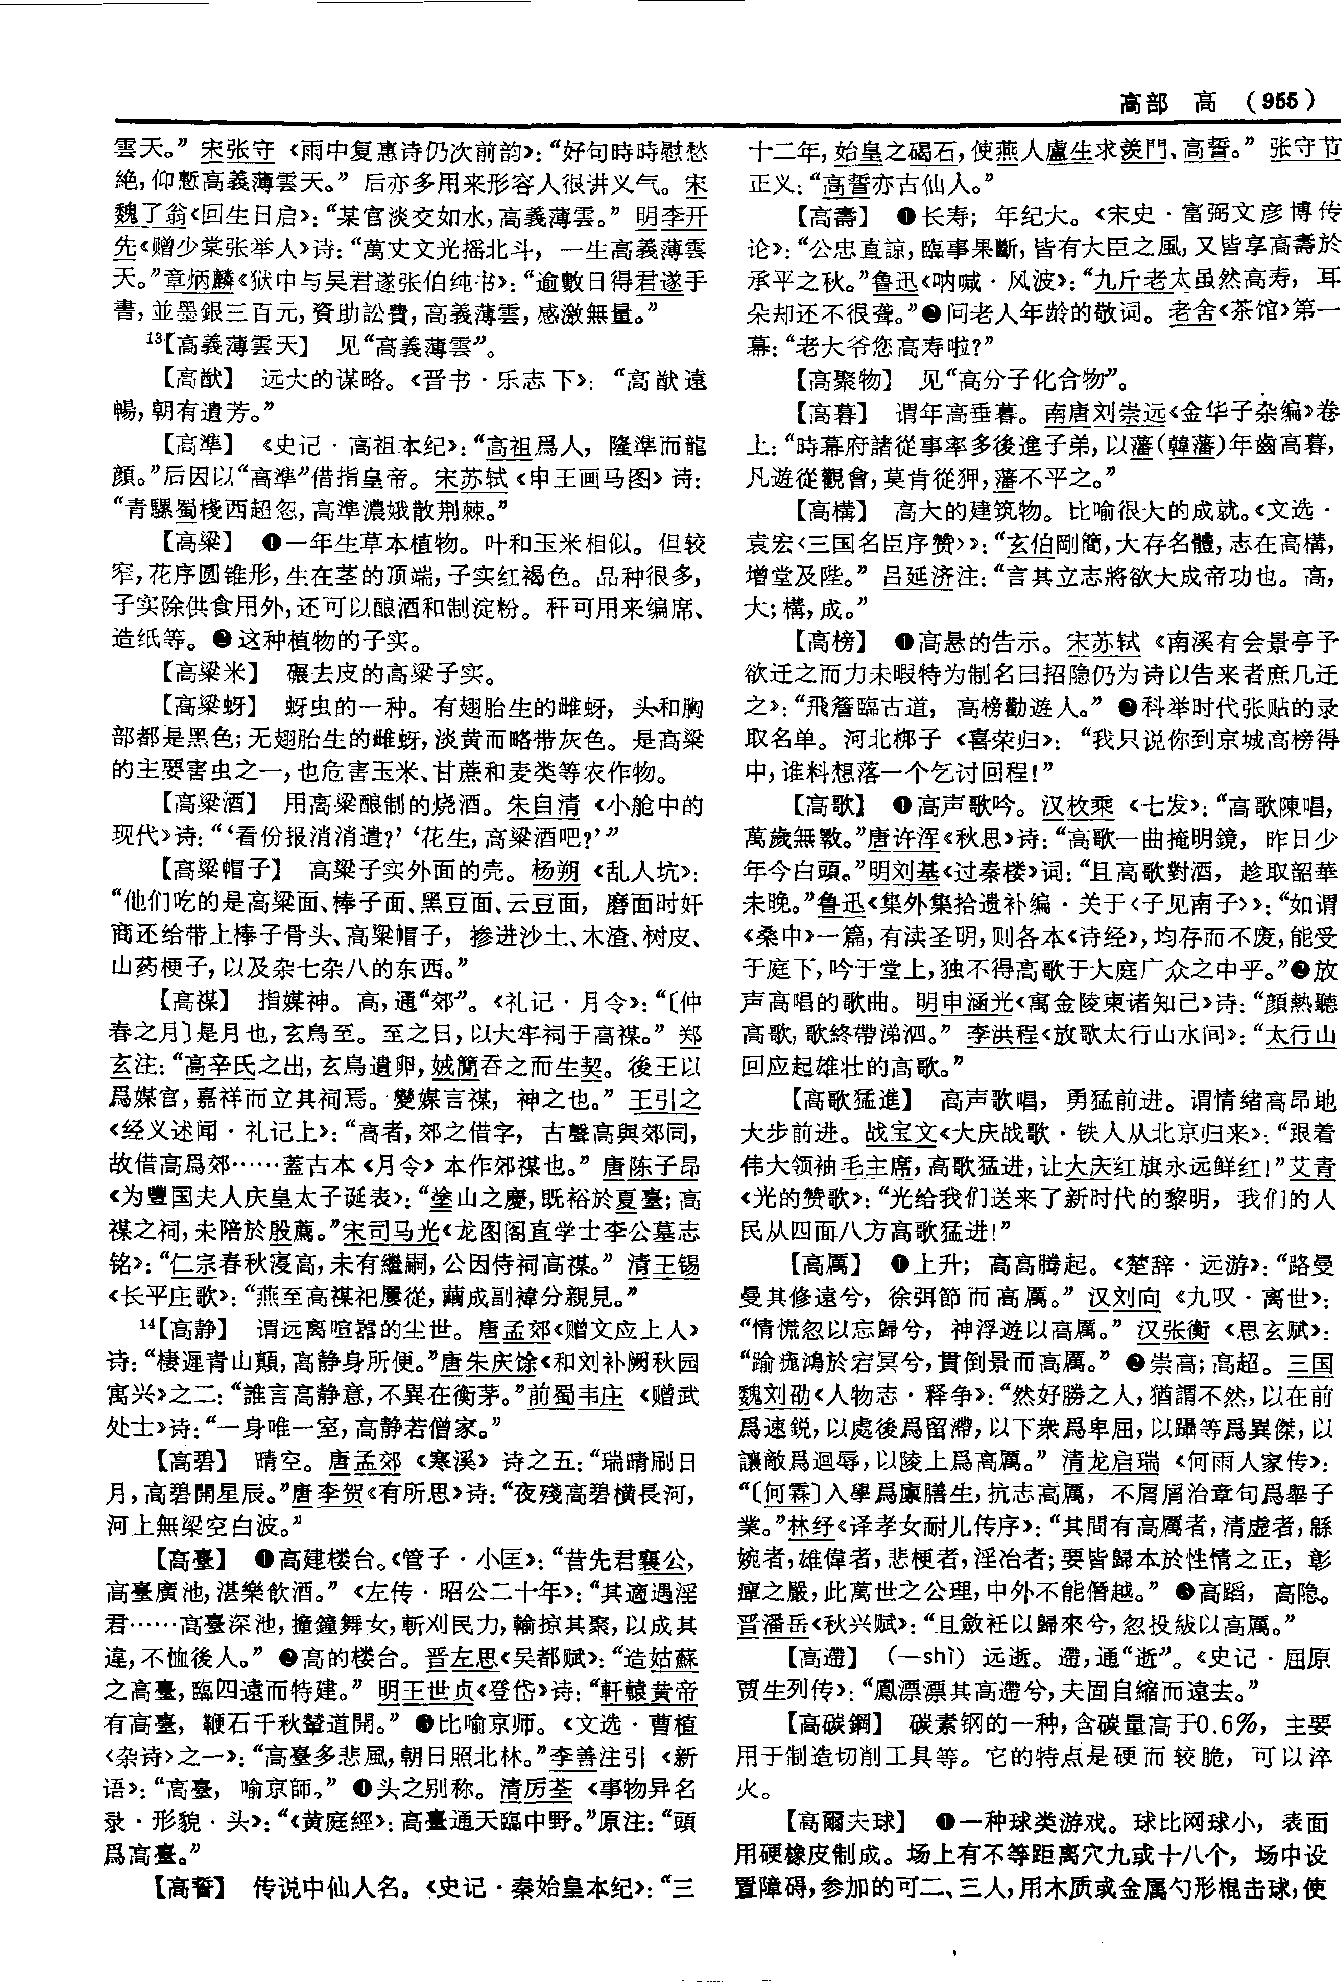 高部 高 (955)
雲天。” 宋张守《雨中复惠诗仍次前韵》:“好句時時慰愁
絶,仰慙高義薄雲天。” 后亦多用来形容人很讲义气。宋
魏了翁《回生日启》:“某官淡交如水,高義薄雲。” 明李开
先《赠少棠张举人》诗:“萬丈文光摇北斗, 一生高義薄雲
天。”章炳麟《狱中与吴君遂张伯纯书》:“逾數日得君遂手
書,並墨銀三百元,資助訟費,高義薄雲,感激無量。”
13【高義薄雲天】 见“高義薄雲”。
【高猷】 远大的谋略。《晋书·乐志下》: “高猷遠
暢,朝有遺芳。”
【高準】 《史记·高祖本纪》:“高祖爲人, 隆準而龍
顔。”后因以“高準”借指皇帝。宋苏轼《申王画马图》诗:
“青騾蜀棧西超忽,高準濃娥散荆棘。”
【高粱】 ❶一年生草本植物。叶和玉米相似。但较
窄,花序圆锥形,生在茎的顶端,子实红褐色。品种很多,
子实除供食用外,还可以酿酒和制淀粉。秆可用来编席、
造纸等。❷这种植物的子实。
【高粱米】 碾去皮的高粱子实。
【高粱蚜】 蚜虫的一种。有翅胎生的雌蚜, 头和胸
部都是黑色;无翅胎生的雌蚜,淡黄而略带灰色。是高粱
的主要害虫之一,也危害玉米、甘蔗和麦类等农作物。
【高粱酒】 用高粱酿制的烧酒。朱自清《小舱中的
现代》诗:“‘看份报消消遣?’‘花生,高粱酒吧?’”
【高粱帽子】 高粱子实外面的壳。杨朔《乱人坑》:
“他们吃的是高粱面、棒子面、黑豆面、云豆面, 磨面时奸
商还给带上棒子骨头、高粱帽子, 掺进沙土、木渣、树皮、
山药梗子,以及杂七杂八的东西。”
【高禖】 指媒神。高,通“郊”。《礼记·月令》:“〔仲
春之月〕是月也,玄鳥至。至之日,以大牢祠于高禖。” 郑
玄注:“高辛氏之出,玄鳥遺卵,娀簡吞之而生契。後王以
爲媒官,嘉祥而立其祠焉。變媒言禖, 神之也。” 王引之
《经义述闻·礼记上》:“高者,郊之借字, 古聲高與郊同,
故借高爲郊……蓋古本《月令》本作郊禖也。” 唐陈子昂
《为豐国夫人庆皇太子诞表》:“塗山之慶,既裕於夏臺;高
禖之祠,未陪於殷薦。”宋司马光《龙图阁直学士李公墓志
铭》:“仁宗春秋寖高,未有繼嗣,公因侍祠高禖。” 清王锡
《长平庄歌》:“燕至高禖祀屢從,繭成副褘分親見。”
14【高静】 谓远离喧嚣的尘世。唐孟郊《赠文应上人》
诗:“棲遲青山顛,高静身所便。”唐朱庆馀《和刘补阙秋园
寓兴》之二:“誰言高静意,不異在衡茅。”前蜀韦庄《赠武
处士》诗:“一身唯一室,高静若僧家。”
【高碧】 晴空。唐孟郊《寒溪》诗之五:“瑞晴刷日
月,高碧開星辰。”唐李贺《有所思》诗:“夜殘高碧横長河,
河上無梁空白波。”
【高臺】 ❶高建楼台。《管子·小匡》:“昔先君襄公,
高臺廣池,湛樂飲酒。” 《左传·昭公二十年》:“其適遇淫
君……高臺深池,撞鐘舞女,斬刈民力,輸掠其聚,以成其
違,不恤後人。” ❷高的楼台。晋左思《吴都赋》:“造姑蘇
之高臺,臨四遠而特建。” 明王世贞《登岱》诗:“軒轅黄帝
有高臺, 鞭石千秋輦道開。” ❸比喻京师。《文选·曹植
〈杂诗〉之一》:“高臺多悲風,朝日照北林。”李善注引《新
语》:“高臺, 喻京師。” ❹头之别称。清厉荃《事物异名
录·形貌·头》:“《黄庭經》:高臺通天臨中野。”原注:“頭
爲高臺。”
【高誓】 传说中仙人名。《史记·秦始皇本纪》:“三
十二年,始皇之碣石,使燕人盧生求羡門、高誓。” 张守节
正义:“高誓亦古仙人。”
【高壽】 ❶长寿; 年纪大。《宋史·富弼文彦博传
论》:“公忠直諒,臨事果斷,皆有大臣之風,又皆享高壽於
承平之秋。”鲁迅《呐喊·风波》:“九斤老太虽然高寿, 耳
朵却还不很聋。”❷问老人年龄的敬词。老舍《茶馆》第一
幕:“老大爷您高寿啦?”
【高聚物】 见“高分子化合物”。
【高暮】 谓年高垂暮。南唐刘崇远《金华子杂编》卷
上:“時幕府諸從事率多後進子弟,以藩(韓藩)年齒高暮,
凡遊從觀會,莫肯從狎,藩不平之。”
【高構】 高大的建筑物。比喻很大的成就。《文选·
袁宏〈三国名臣序赞〉》:“玄伯剛簡,大存名體,志在高構,
增堂及陛。” 吕延济注:“言其立志將欲大成帝功也。高,
大;構,成。”
【高榜】 ❶高悬的告示。宋苏轼《南溪有会景亭予
欲迁之而力未暇特为制名曰招隐仍为诗以告来者庶几迁
之》:“飛簷臨古道, 高榜勸遊人。” ❷科举时代张贴的录
取名单。河北梆子《喜荣归》: “我只说你到京城高榜得
中,谁料想落一个乞讨回程!”
【高歌】 ❶高声歌吟。汉枚乘《七发》:“高歌陳唱,
萬歲無斁。”唐许浑《秋思》诗:“高歌一曲掩明鏡, 昨日少
年今白頭。”明刘基《过秦楼》词:“且高歌對酒, 趁取韶華
未晚。”鲁迅《集外集拾遗补编·关于〈子见南子〉》:“如谓
《桑中》一篇,有渎圣明,则各本《诗经》,均存而不废,能受
于庭下,吟于堂上,独不得高歌于大庭广众之中乎。”❷放
声高唱的歌曲。明申涵光《寓金陵柬诸知己》诗:“顏熱聽
高歌,歌終帶涕泗。” 李洪程《放歌太行山水间》:“太行山
回应起雄壮的高歌。”
【高歌猛進】 高声歌唱, 勇猛前进。谓情绪高昂地
大步前进。战宝文《大庆战歌·铁人从北京归来》:“跟着
伟大领袖毛主席,高歌猛进,让大庆红旗永远鲜红!”艾青
《光的赞歌》:“光给我们送来了新时代的黎明, 我们的人
民从四面八方高歌猛进!”
【高厲】 ❶上升; 高高腾起。《楚辞·远游》:“路曼
曼其修遠兮, 徐弭節而高厲。” 汉刘向《九叹·离世》:
“情慌忽以忘歸兮, 神浮遊以高厲。” 汉张衡《思玄赋》:
“踰痝鴻於宕冥兮,貫倒景而高厲。” ❷崇高;高超。三国
魏刘劭《人物志·释争》:“然好勝之人,猶謂不然,以在前
爲速鋭,以處後爲留滯,以下衆爲卑屈,以躡等爲異傑,以
讓敵爲迴辱,以陵上爲高厲。” 清龙启瑞《何雨人家传》:
“〔何霖〕入學爲廪膳生,抗志高厲, 不屑屑治章句爲舉子
業。”林纾《译孝女耐儿传序》:“其間有高厲者,清虚者,緜
婉者,雄偉者,悲梗者,淫冶者;要皆歸本於性情之正, 彰
癉之嚴,此萬世之公理,中外不能僭越。” ❸高蹈, 高隐。
晋潘岳《秋兴赋》:“且斂衽以歸來兮,忽投紱以高厲。”
【高遰】 (—shì) 远逝。遰,通“逝”。《史记·屈原
贾生列传》:“鳳漂漂其高遰兮,夫固自縮而遠去。”
【高碳鋼】 碳素钢的一种,含碳量高于0.6%, 主要
用于制造切削工具等。它的特点是硬而较脆, 可以淬
火。
【高爾夫球】 ❶一种球类游戏。球比网球小, 表面
用硬橡皮制成。场上有不等距离穴九或十八个, 场中设
置障碍,参加的可二、三人,用木质或金属勺形棍击球,使